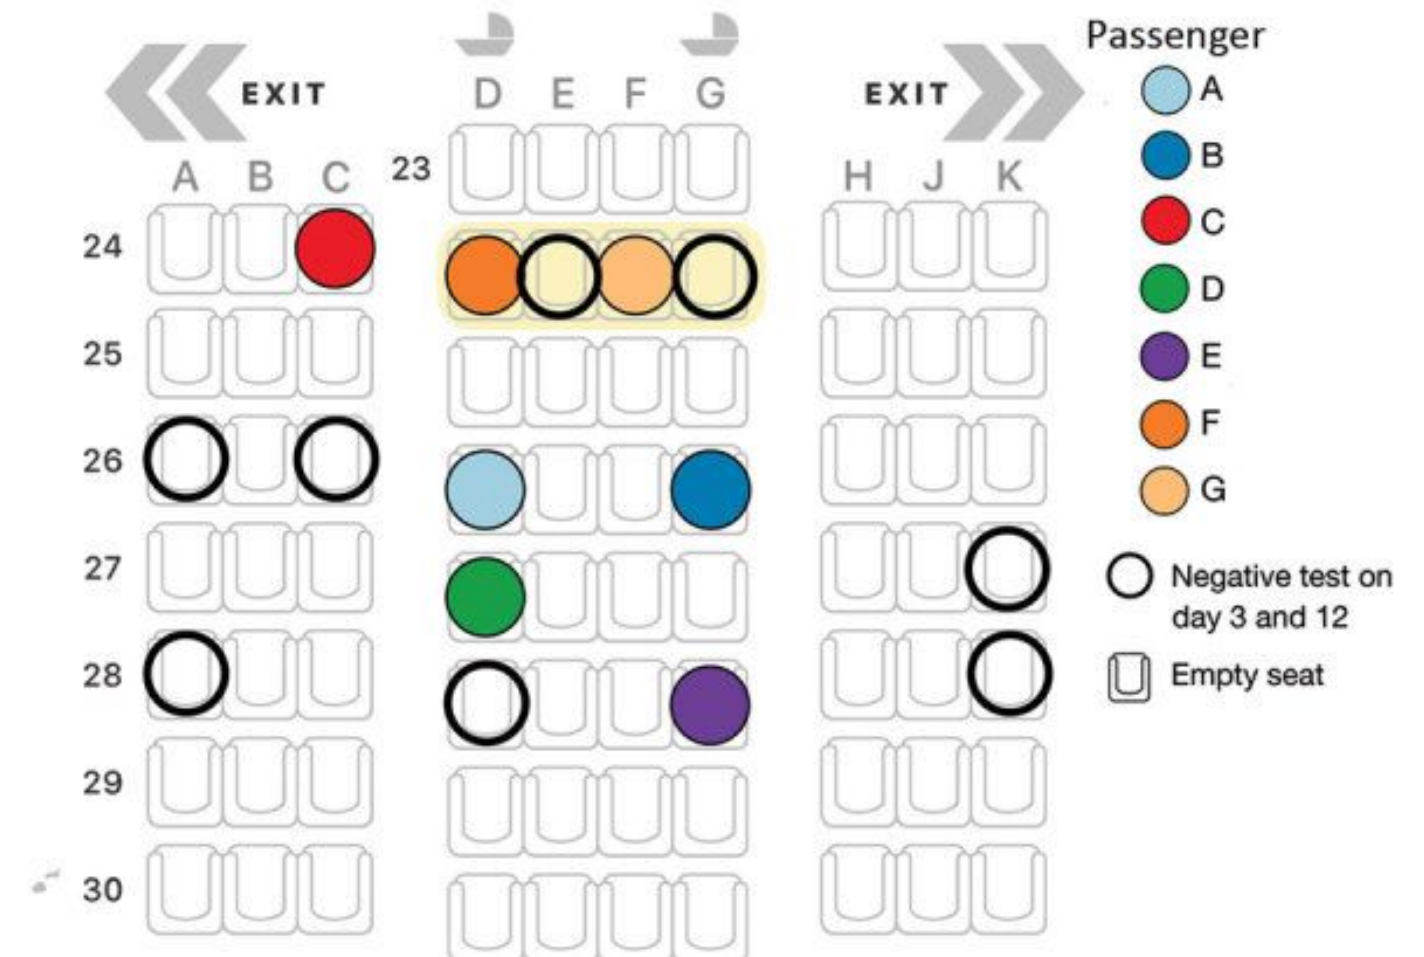 Passenger
EXIT
D E F G
EXIT
A
B
A B C
23
H J K
C
24
D
25
E
F
26
G
27
Negative test on
day 3 and 12
28
Empty seat
29
30